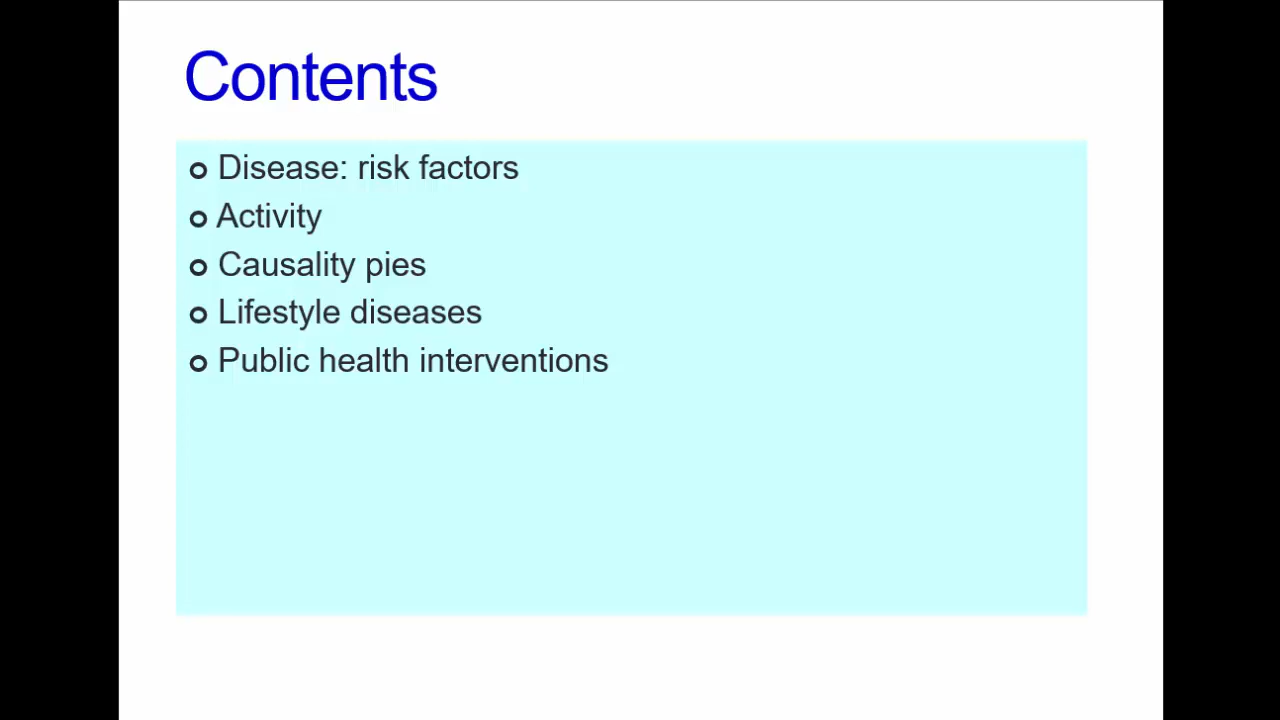 Contents
Disease: risk factors
Activity
Causality pies
Lifestyle diseases
Public health interventions